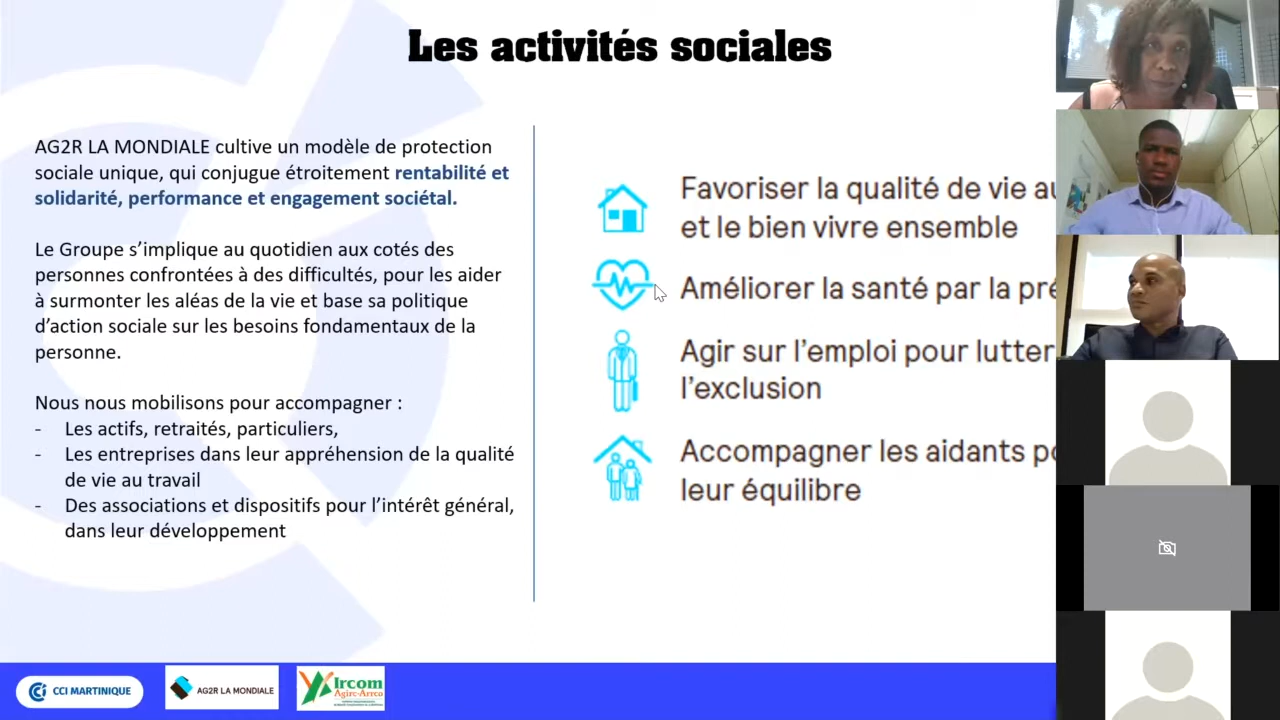 Les activités sociales
AG2R LA MONDIALE cultive un modèle de protection
sociale unique, qui conjugue étroitement rentabilité et
solidarité, performance et engagement sociétal.
Le Groupe s’implique au quotidien aux cotés des
personnes confrontées à des difficultés, pour les aider
à surmonter les aléas de la vie et base sa politique
d’action sociale sur les besoins fondamentaux de la
personne.
Nous nous mobilisons pour accompagner :
- Les actifs, retraités, particuliers,
- Les entreprises dans leur appréhension de la qualité
de vie au travail
- Des associations et dispositifs pour l’intérêt général,
dans leur développement
Favoriser la qualité de vie au
et le bien vivre ensemble
Améliorer la santé par la pré
Agir sur l’emploi pour lutter
l’exclusion
Accompagner les aidants po
leur équilibre
CCI MARTINIQUE
AG2R LA MONDIALE
Ircom
Agirc-Arrco